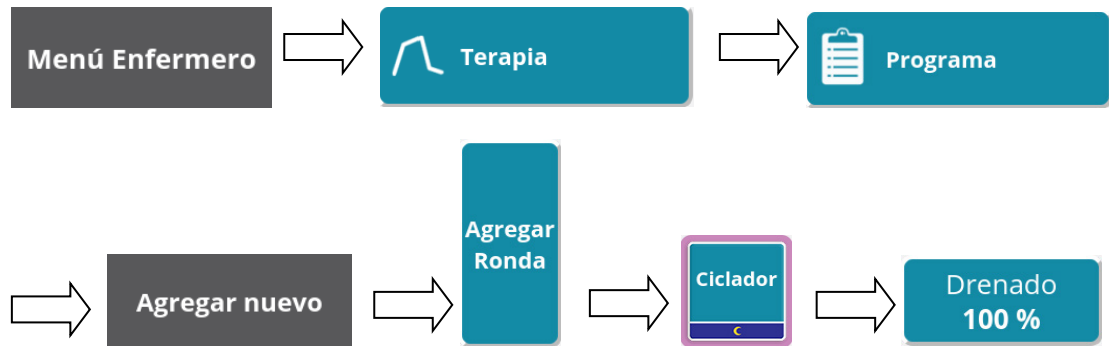 Menú Enfermero
Terapia
Programa
Agregar nuevo
Agregar
Ronda
Ciclador
Drenado
100 %